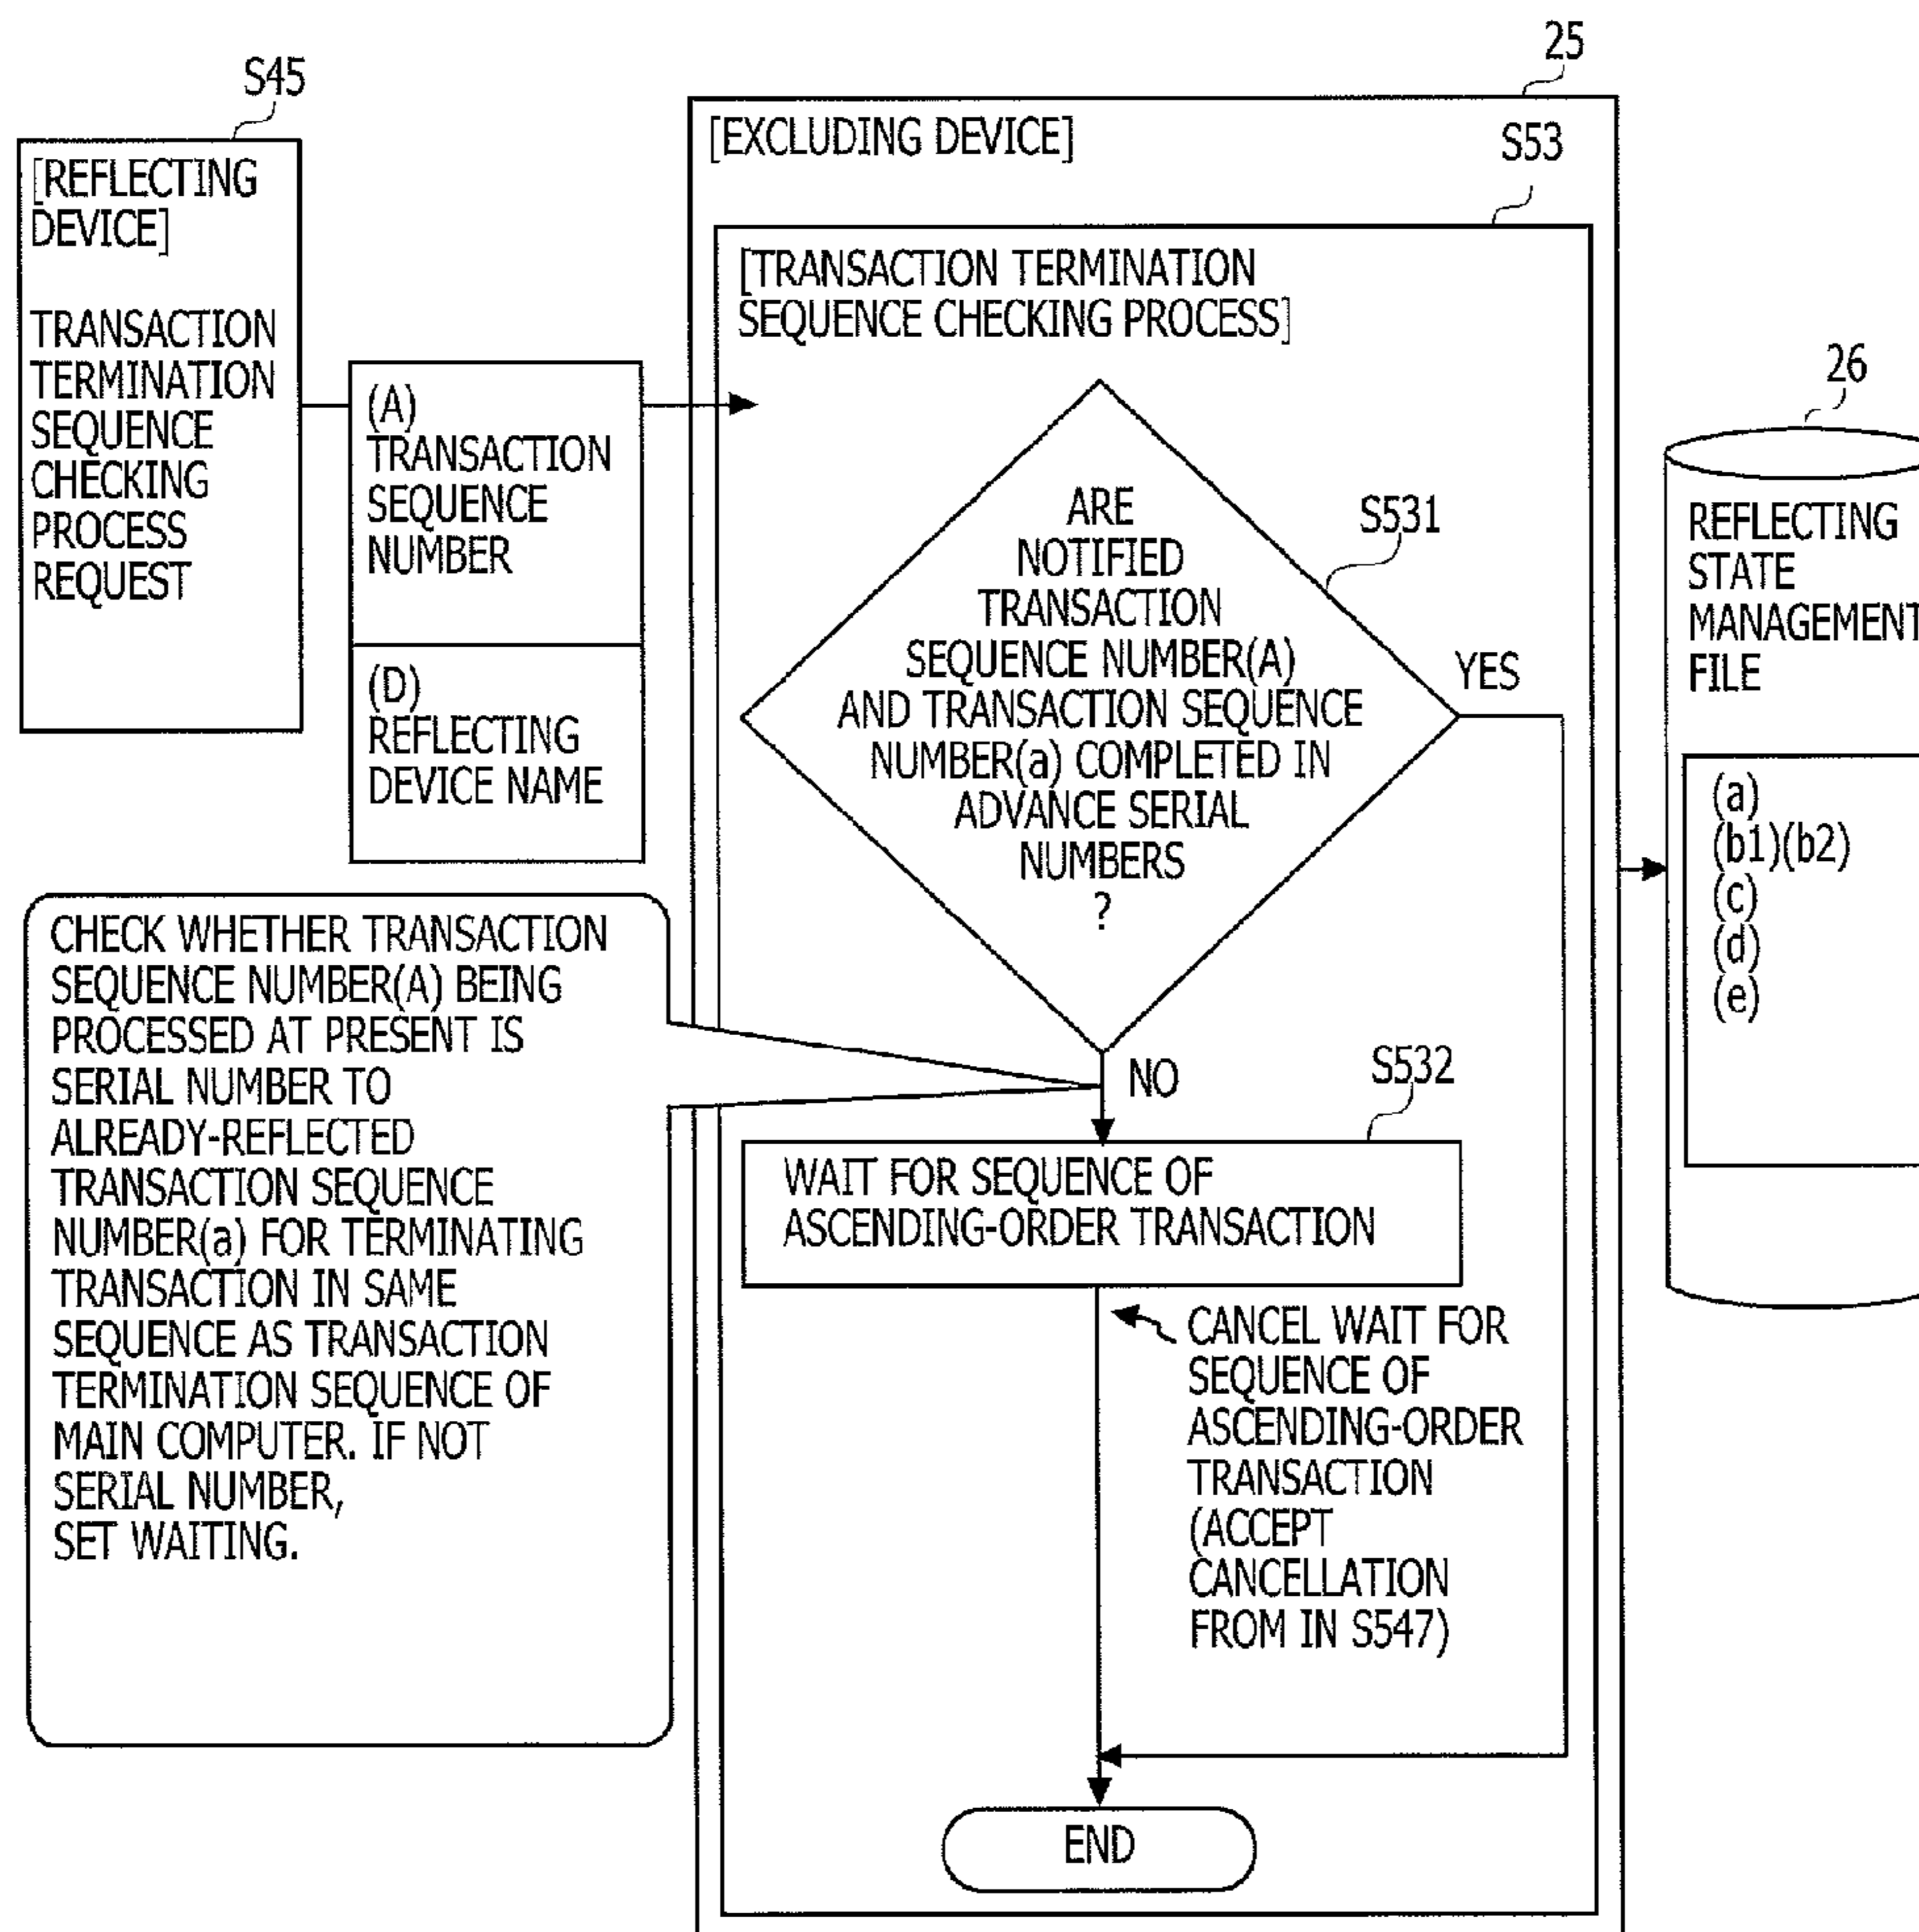 S45
[REFLECTING
DEVICE]
TRANSACTION
TERMINATION
SEQUENCE
CHECKING
PROCESS
REQUEST
(A)
TRANSACTION
SEQUENCE
NUMBER
(D)
REFLECTING
DEVICE NAME
25
[EXCLUDING DEVICE]
S53
[TRANSACTION TERMINATION
SEQUENCE CHECKING PROCESS]
ARE
NOTIFIED
TRANSACTION
SEQUENCE NUMBER(A)
AND TRANSACTION SEQUENCE
NUMBER(a) COMPLETED IN
ADVANCE SERIAL
NUMBERS
?
S531
YES
NO
S532
WAIT FOR SEQUENCE OF
ASCENDING-ORDER TRANSACTION
CANCEL WAIT FOR
SEQUENCE OF
ASCENDING-ORDER
TRANSACTION
(ACCEPT
CANCELLATION
FROM IN S547)
END
CHECK WHETHER TRANSACTION
SEQUENCE NUMBER(A) BEING
PROCESSED AT PRESENT IS
SERIAL NUMBER TO
ALREADY-REFLECTED
TRANSACTION SEQUENCE
NUMBER(a) FOR TERMINATING
TRANSACTION IN SAME
SEQUENCE AS TRANSACTION
TERMINATION SEQUENCE OF
MAIN COMPUTER. IF NOT
SERIAL NUMBER,
SET WAITING.
26
REFLECTING
STATE
MANAGEMENT
FILE
(a)
(b1)(b2)
(c)
(d)
(e)